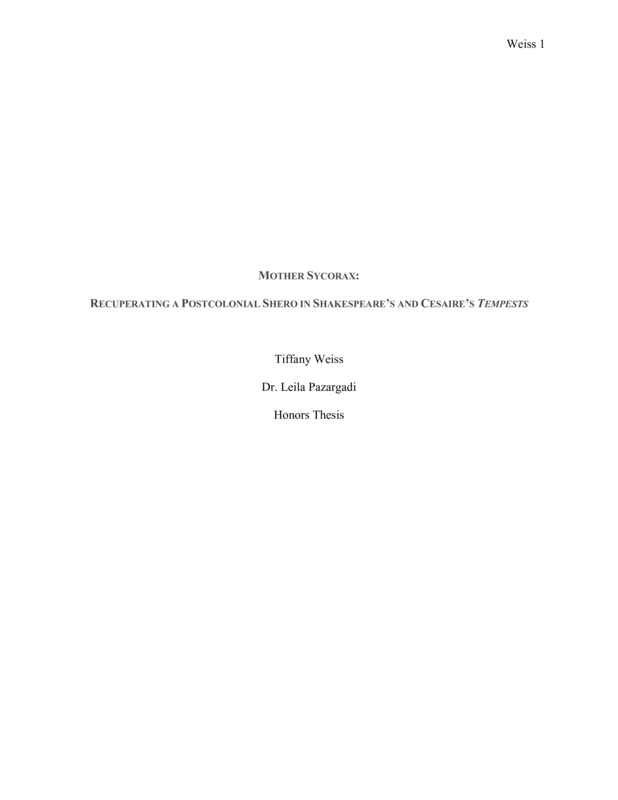 Weiss 1
MOTHER SYCORAX:
RECUPERATING A POSTCOLONIAL SHERO IN SHAKESPEARE'S AND CESAIRE'S TEMPESTS
Tiffany Weiss
Dr. Leila Pazargadi
Honors Thesis